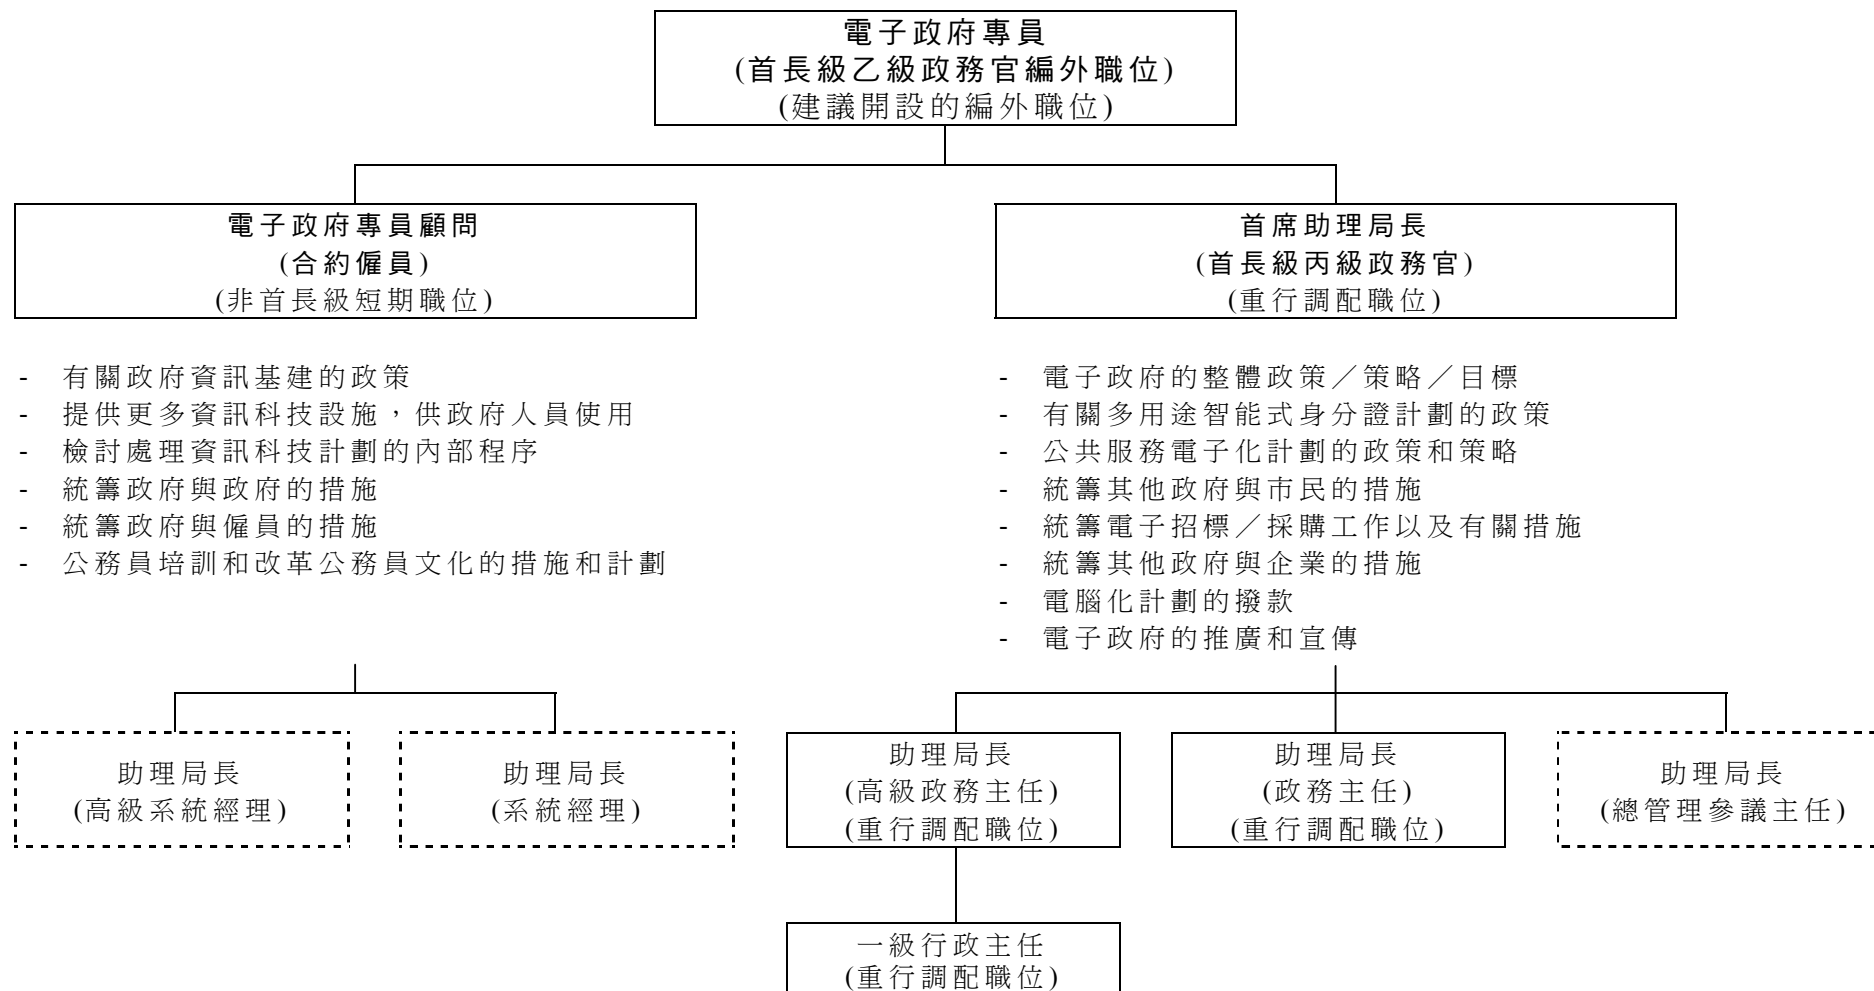 電子政府專員
(首長級乙級政務官編外職位)
(建議開設的編外職位)
電子政府專員顧問
(合約僱員)
(非首長級短期職位)
首席助理局長
(首長級丙級政務官)
(重行調配職位)
- 有關政府資訊基建的政策
- 提供更多資訊科技設施，供政府人員使用
- 檢討處理資訊科技計劃的內部程序
- 統籌政府與政府的措施
- 統籌政府與僱員的措施
- 公務員培訓和改革公務員文化的措施和計劃
- 電子政府的整體政策／策略／目標
- 有關多用途智能式身分證計劃的政策
- 公共服務電子化計劃的政策和策略
- 統籌其他政府與市民的措施
- 統籌電子招標／採購工作以及有關措施
- 統籌其他政府與企業的措施
- 電腦化計劃的撥款
- 電子政府的推廣和宣傳
助理局長
(高級系統經理)
助理局長
(系統經理)
助理局長
(高級政務主任)
(重行調配職位)
助理局長
(政務主任)
(重行調配職位)
助理局長
(總管理參議主任)
一級行政主任
(重行調配職位)